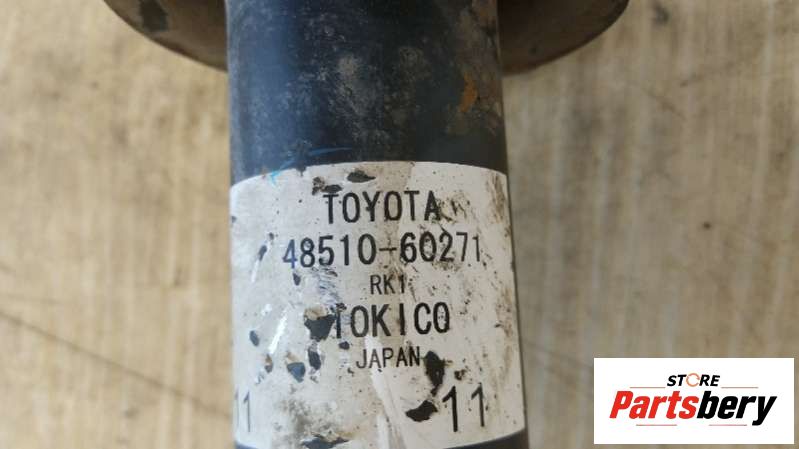 TOYOTA
48510-60271
RK1
TOKICO
JAPAN
11 11
STORE
Partsbery